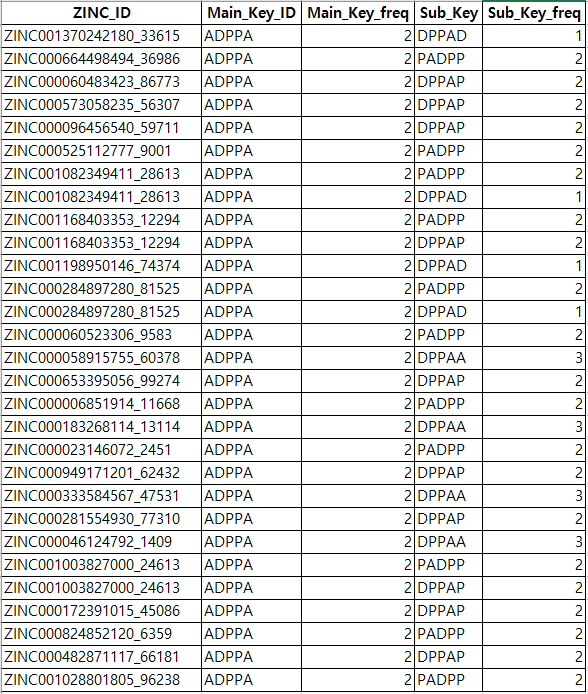 ZINC_ID Main_Key_ID Main_Key_freq Sub_Key Sub_Key_freq
ZINC001370242180_33615 ADPPA 2 DPPAD 1
ZINC000664498494_36986 ADPPA 2 PADPP 2
ZINC000060483423_86773 ADPPA 2 DPPAP 2
ZINC000573058235_56307 ADPPA 2 DPPAP 2
ZINC000096456540_59711 ADPPA 2 DPPAP 2
ZINC000525112777_9001 ADPPA 2 PADPP 2
ZINC001082349411_28613 ADPPA 2 PADPP 2
ZINC001082349411_28613 ADPPA 2 DPPAD 1
ZINC001168403353_12294 ADPPA 2 PADPP 2
ZINC001168403353_12294 ADPPA 2 DPPAP 2
ZINC001198950146_74374 ADPPA 2 DPPAD 1
ZINC000284897280_81525 ADPPA 2 PADPP 2
ZINC000284897280_81525 ADPPA 2 DPPAD 1
ZINC000060523306_9583 ADPPA 2 PADPP 2
ZINC000058915755_60378 ADPPA 2 DPPAA 3
ZINC000653395056_99274 ADPPA 2 DPPAP 2
ZINC000006851914_11668 ADPPA 2 PADPP 2
ZINC000183268114_13114 ADPPA 2 DPPAA 3
ZINC000023146072_2451 ADPPA 2 PADPP 2
ZINC000949171201_62432 ADPPA 2 DPPAP 2
ZINC000333584567_47531 ADPPA 2 DPPAA 3
ZINC000281554930_77310 ADPPA 2 DPPAP 2
ZINC000046124792_1409 ADPPA 2 DPPAA 3
ZINC001003827000_24613 ADPPA 2 PADPP 2
ZINC001003827000_24613 ADPPA 2 DPPAP 2
ZINC000172391015_45086 ADPPA 2 DPPAP 2
ZINC000824852120_6359 ADPPA 2 PADPP 2
ZINC000482871117_66181 ADPPA 2 DPPAP 2
ZINC001028801805_96238 ADPPA 2 PADPP 2